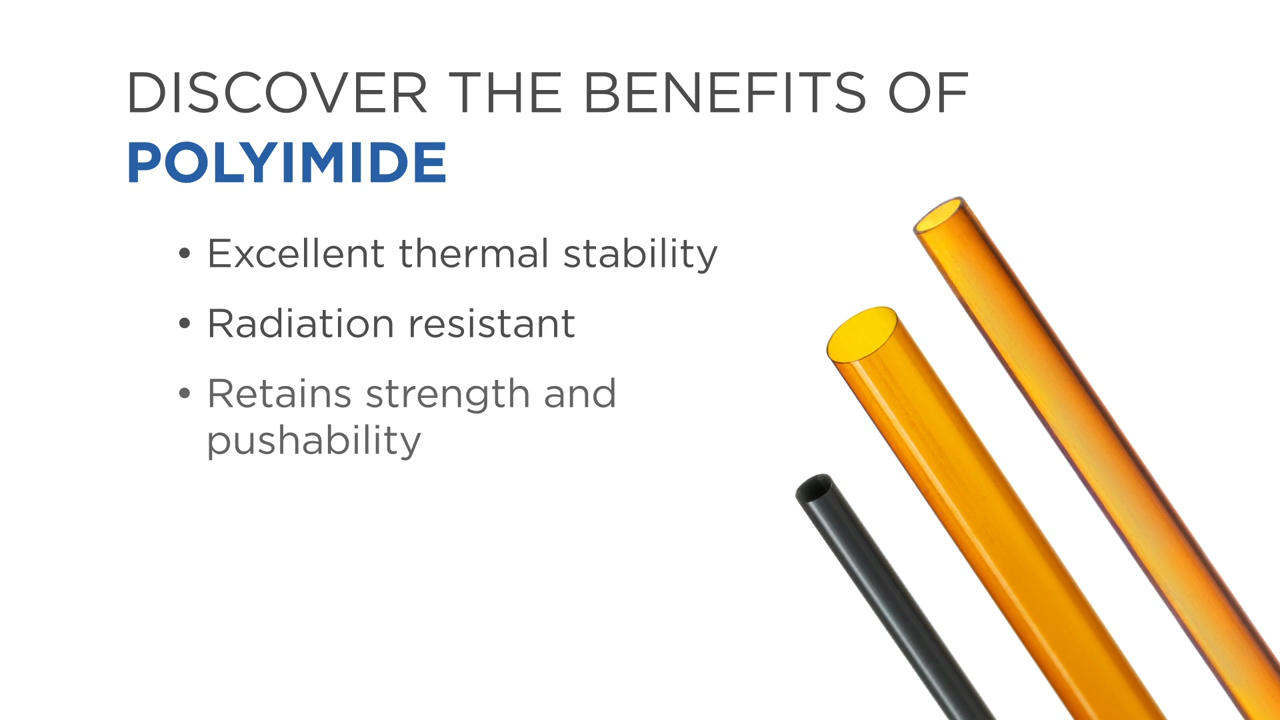 DISCOVER THE BENEFITS OF
POLYIMIDE
• Excellent thermal stability
• Radiation resistant
• Retains strength and
pushability